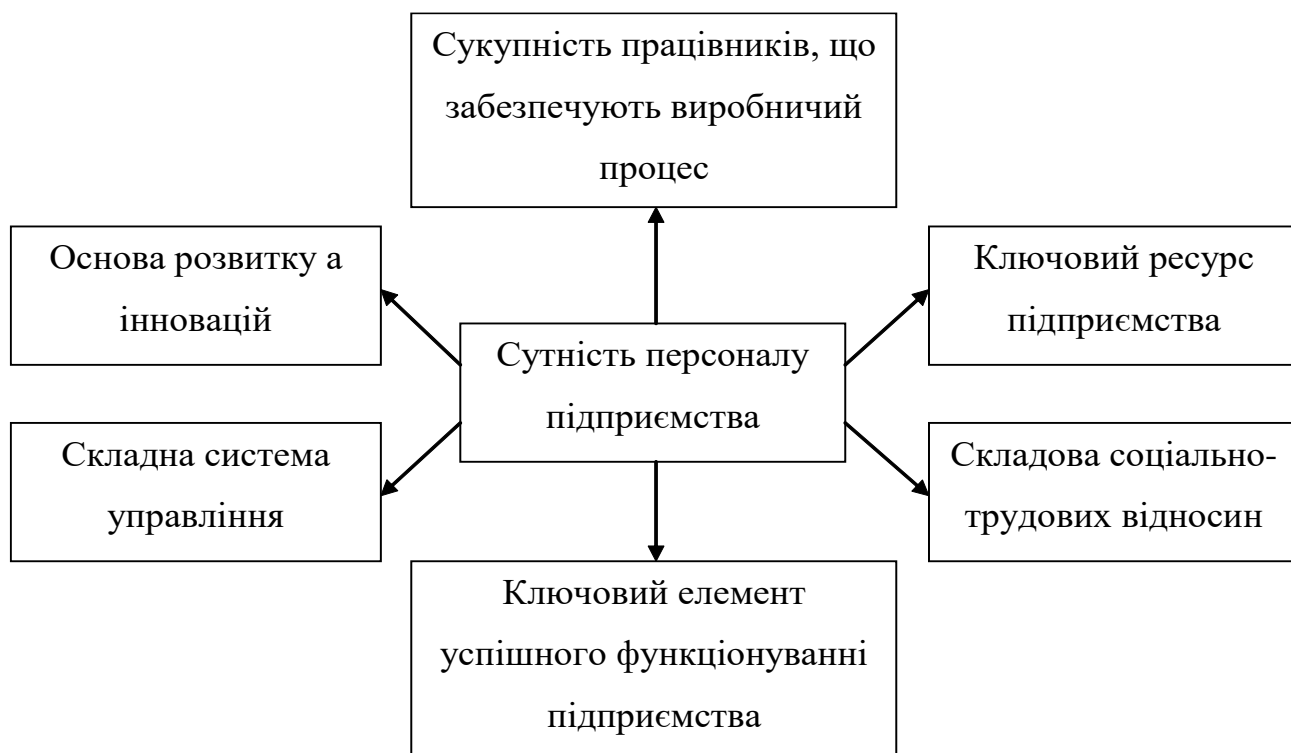 Сукупність працівників, що
забезпечують виробничий
процес
Основа розвитку а
інновацій
Ключовий ресурс
підприємства
Сутність персоналу
підприємства
Складна система
управління
Складова соціально-
трудових відносин
Ключовий елемент
успішного функціонуванні
підприємства